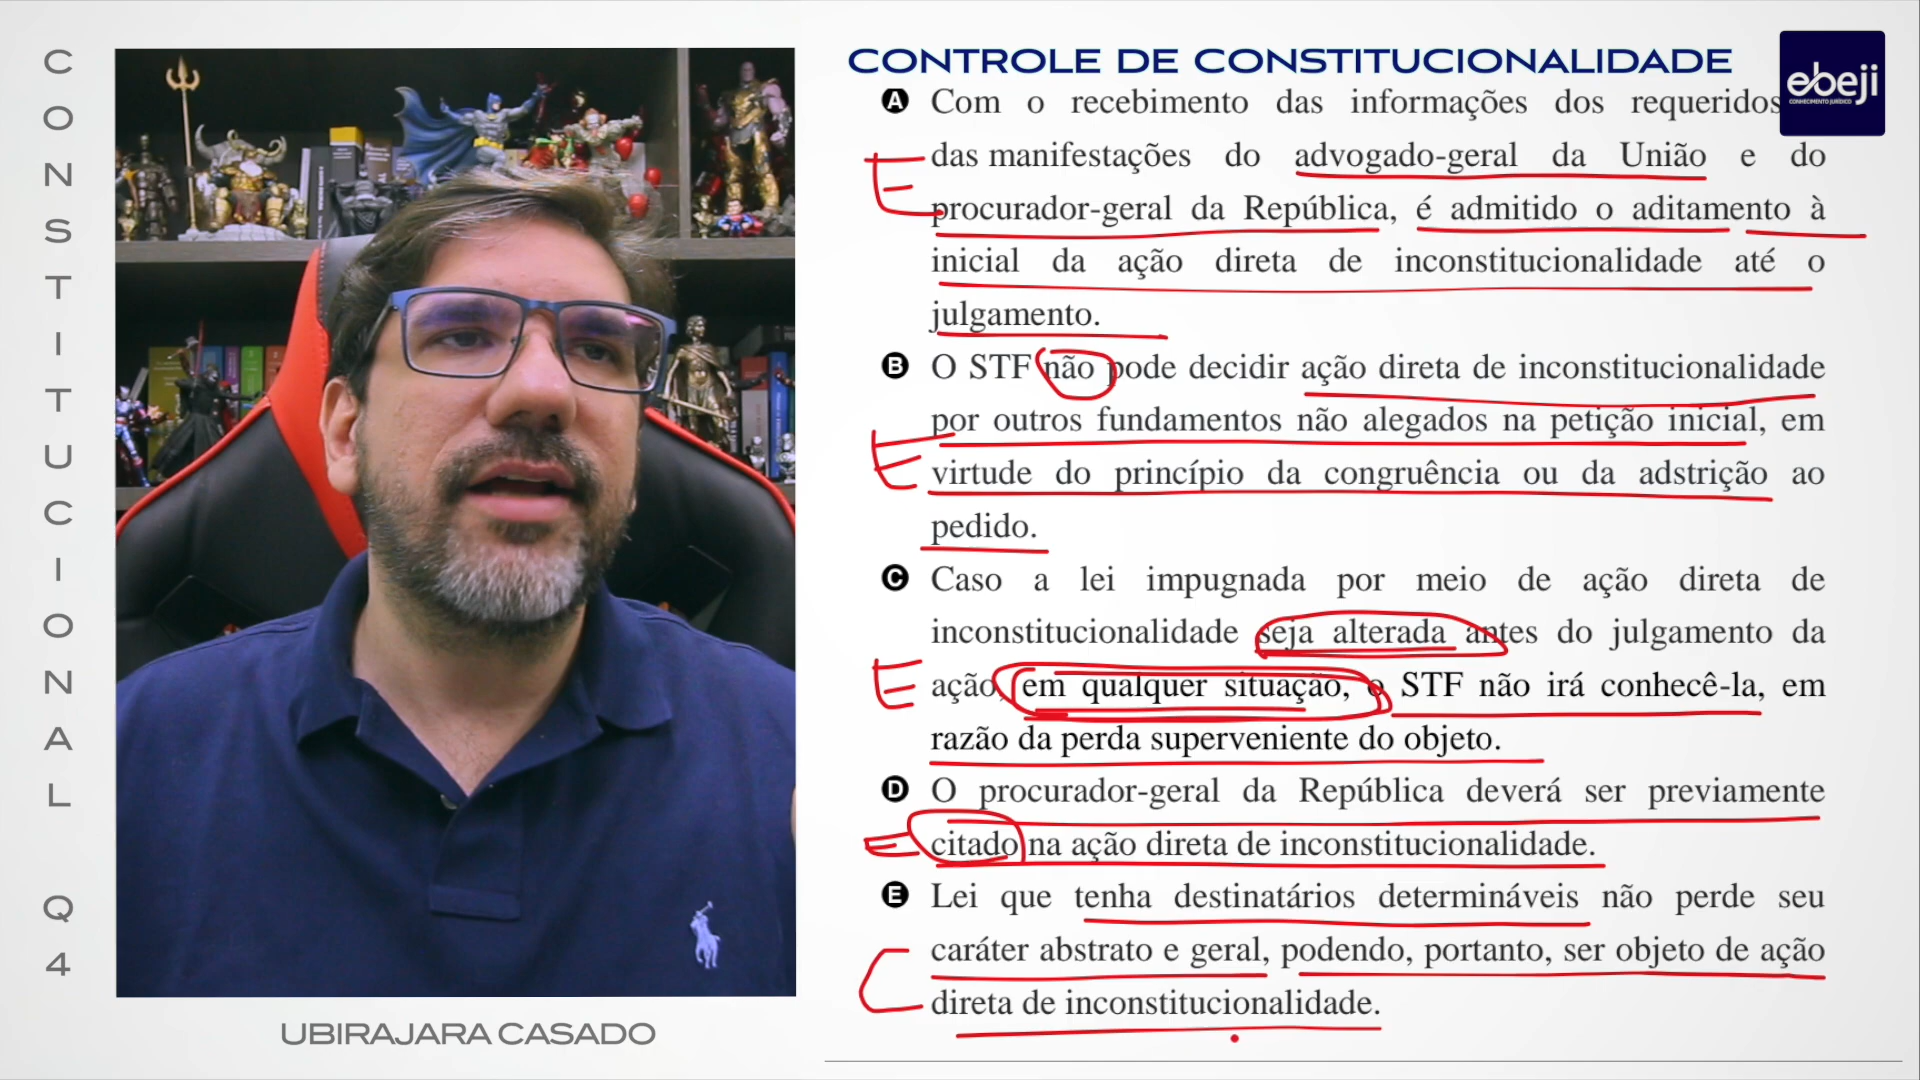 CONSTITUCIONAL Q4
UBIRAJARA CASADO
CONTROLE DE CONSTITUCIONALIDADE
ebeji
CONHECIMENTO JURÍDICO
A Com o recebimento das informações dos requeridos
das manifestações do advogado-geral da União e do
procurador-geral da República, é admitido o aditamento à
inicial da ação direta de inconstitucionalidade até o
julgamento.
E
B O STF não pode decidir ação direta de inconstitucionalidade
por outros fundamentos não alegados na petição inicial, em
virtude do princípio da congruência ou da adstrição ao
pedido.
E
C Caso a lei impugnada por meio de ação direta de
inconstitucionalidade seja alterada antes do julgamento da
ação, em qualquer situação, o STF não irá conhecê-la, em
razão da perda superveniente do objeto.
E
D O procurador-geral da República deverá ser previamente
citado na ação direta de inconstitucionalidade.
E
E Lei que tenha destinatários determináveis não perde seu
caráter abstrato e geral, podendo, portanto, ser objeto de ação
direta de inconstitucionalidade.
C